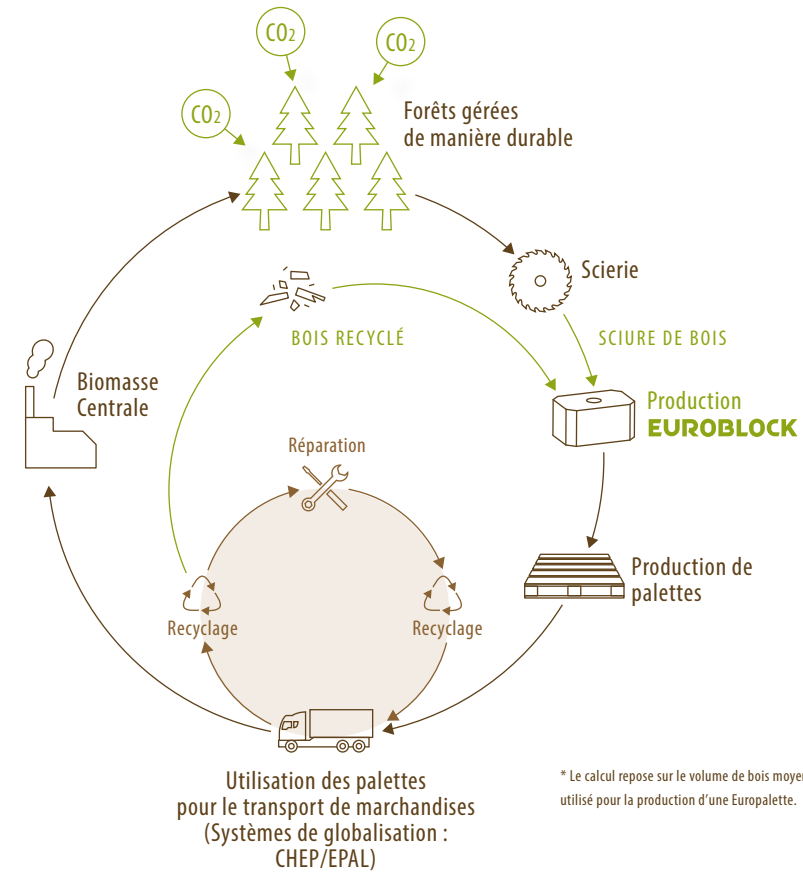 CO2
CO2
CO2
Forêts gérées
de manière durable
Scierie
BOIS RECYCLÉ
SCIURE DE BOIS
Biomasse
Centrale
Production
EUROBLOCK
Réparation
Production de
palettes
Recyclage
Recyclage
Utilisation des palettes
pour le transport de marchandises
(Systèmes de globalisation :
CHEP/EPAL)
* Le calcul repose sur le volume de bois moyen
utilisé pour la production d’une Europalette.